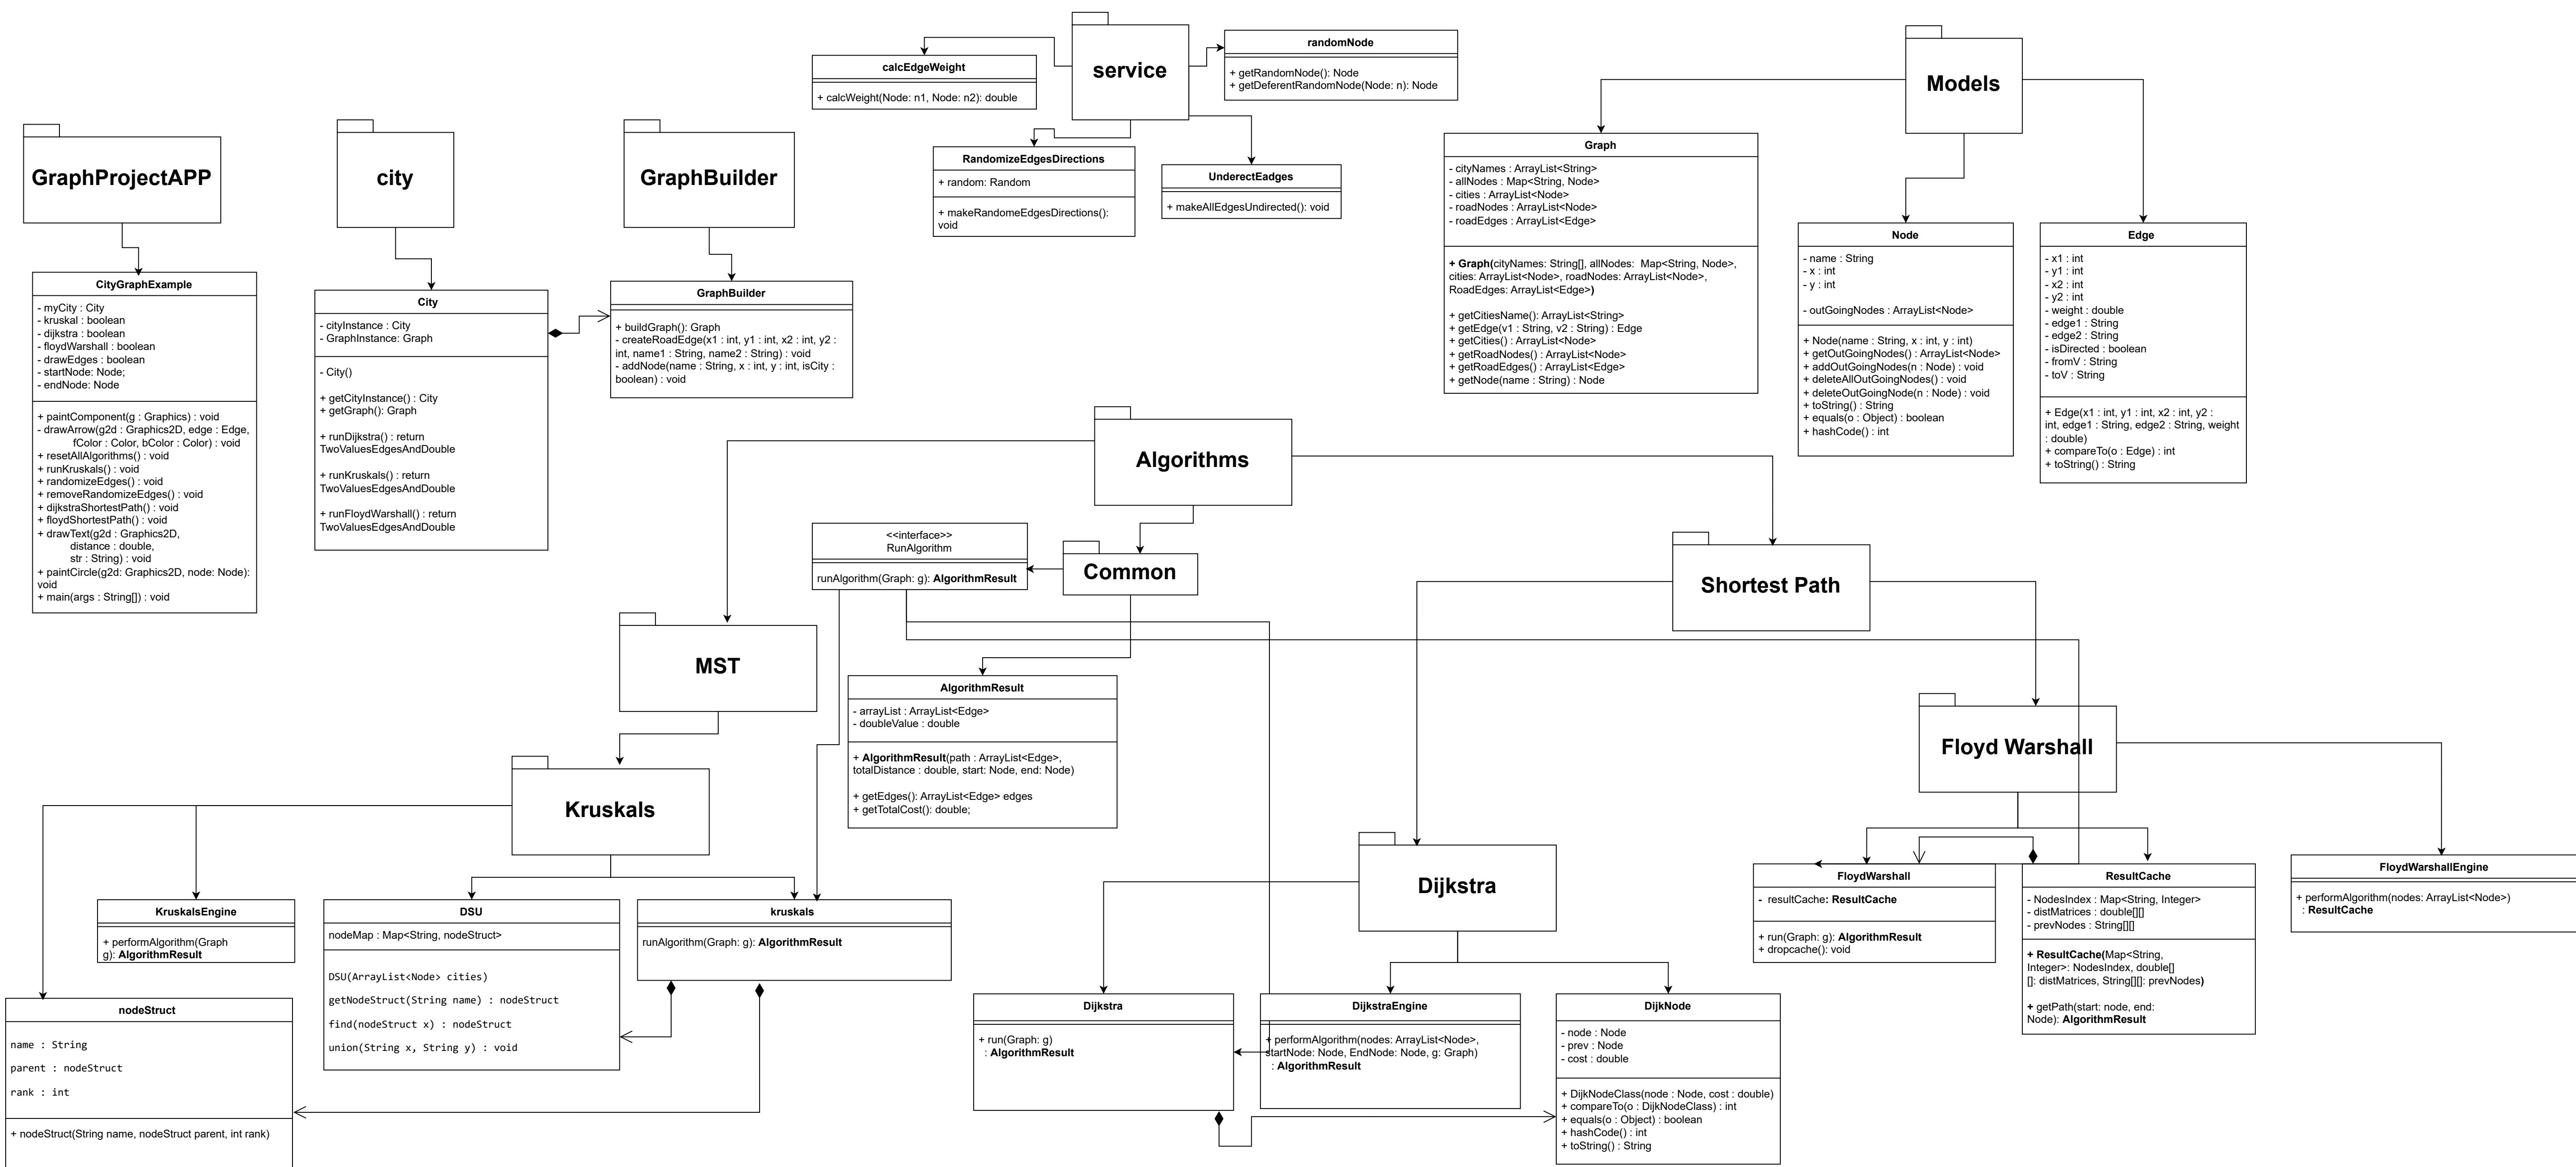 service
calcEdgeWeight
+ calcWeight(Node: n1, Node: n2): double
randomNode
+ getRandomNode(): Node
+ getDeferentRandomNode(Node: n): Node
RandomizeEdgesDirections
+ random: Random
+ makeRandomeEdgesDirections():
void
UnderectEadges
+ makeAllEdgesUndirected(): void
Models
Graph
- cityNames : ArrayList<String>
- allNodes : Map<String, Node>
- cities : ArrayList<Node>
- roadNodes : ArrayList<Node>
- roadEdges : ArrayList<Edge>
+ Graph(cityNames: String[], allNodes:  Map<String, Node>,
cities: ArrayList<Node>, roadNodes: ArrayList<Node>,
RoadEdges: ArrayList<Edge>)
+ getCitiesName(): ArrayList<String>
+ getEdge(v1 : String, v2 : String) : Edge
+ getCities() : ArrayList<Node>
+ getRoadNodes() : ArrayList<Node>
+ getRoadEdges() : ArrayList<Edge>
+ getNode(name : String) : Node
Node
- name : String
- x : int
- y : int
- outGoingNodes : ArrayList<Node>
+ Node(name : String, x : int, y : int)
+ getOutGoingNodes() : ArrayList<Node>
+ addOutGoingNodes(n : Node) : void
+ deleteAllOutGoingNodes() : void
+ deleteOutGoingNode(n : Node) : void
+ toString() : String
+ equals(o : Object) : boolean
+ hashCode() : int
Edge
- x1 : int
- y1 : int
- x2 : int
- y2 : int
- weight : double
- edge1 : String
- edge2 : String
- isDirected : boolean
- fromV : String
- toV : String
+ Edge(x1 : int, y1 : int, x2 : int, y2 :
int, edge1 : String, edge2 : String, weight
: double)
+ compareTo(o : Edge) : int
+ toString() : String
GraphProjectAPP
CityGraphExample
- myCity : City
- kruskal : boolean
- dijkstra : boolean
- floydWarshall : boolean
- drawEdges : boolean
- startNode: Node;
- endNode: Node
+ paintComponent(g : Graphics) : void
- drawArrow(g2d : Graphics2D, edge : Edge,
fColor : Color, bColor : Color) : void
+ resetAllAlgorithms() : void
+ runKruskals() : void
+ randomizeEdges() : void
+ removeRandomizeEdges() : void
+ dijkstraShortestPath() : void
+ floydShortestPath() : void
+ drawText(g2d : Graphics2D,
distance : double,
str : String) : void
+ paintCircle(g2d: Graphics2D, node: Node):
void
+ main(args : String[]) : void
city
City
- cityInstance : City
- GraphInstance: Graph
- City()
+ getCityInstance() : City
+ getGraph(): Graph
+ runDijkstra() : return
TwoValuesEdgesAndDouble
+ runKruskals() : return
TwoValuesEdgesAndDouble
+ runFloydWarshall() : return
TwoValuesEdgesAndDouble
GraphBuilder
GraphBuilder
+ buildGraph(): Graph
- createRoadEdge(x1 : int, y1 : int, x2 : int, y2 :
int, name1 : String, name2 : String) : void
- addNode(name : String, x : int, y : int, isCity :
boolean) : void
Algorithms
<<interface>>
RunAlgorithm
runAlgorithm(Graph: g): AlgorithmResult
Common
AlgorithmResult
- arrayList : ArrayList<Edge>
- doubleValue : double
+ AlgorithmResult(path : ArrayList<Edge>,
totalDistance : double, start: Node, end: Node)
+ getEdges(): ArrayList<Edge> edges
+ getTotalCost(): double;
MST
Kruskals
KruskalsEngine
+ performAlgorithm(Graph
g): AlgorithmResult
DSU
nodeMap : Map<String, nodeStruct>
DSU(ArrayList<Node> cities)
getNodeStruct(String name) : nodeStruct
find(nodeStruct x) : nodeStruct
union(String x, String y) : void
kruskals
runAlgorithm(Graph: g): AlgorithmResult
nodeStruct
name : String
parent : nodeStruct
rank : int
+ nodeStruct(String name, nodeStruct parent, int rank)
Shortest Path
Dijkstra
Dijkstra
+ run(Graph: g)
: AlgorithmResult
DijkstraEngine
+ performAlgorithm(nodes: ArrayList<Node>,
startNode: Node, EndNode: Node, g: Graph)
: AlgorithmResult
DijkNode
- node : Node
- prev : Node
- cost : double
+ DijkNodeClass(node : Node, cost : double)
+ compareTo(o : DijkNodeClass) : int
+ equals(o : Object) : boolean
+ hashCode() : int
+ toString() : String
Floyd Warshall
FloydWarshall
- resultCache: ResultCache
+ run(Graph: g): AlgorithmResult
+ dropcache(): void
ResultCache
- NodesIndex : Map<String, Integer>
- distMatrices : double[][]
- prevNodes : String[][]
+ ResultCache(Map<String,
Integer>: NodesIndex, double[]
[]: distMatrices, String[][]: prevNodes)
+ getPath(start: node, end:
Node): AlgorithmResult
FloydWarshallEngine
+ performAlgorithm(nodes: ArrayList<Node>)
: ResultCache